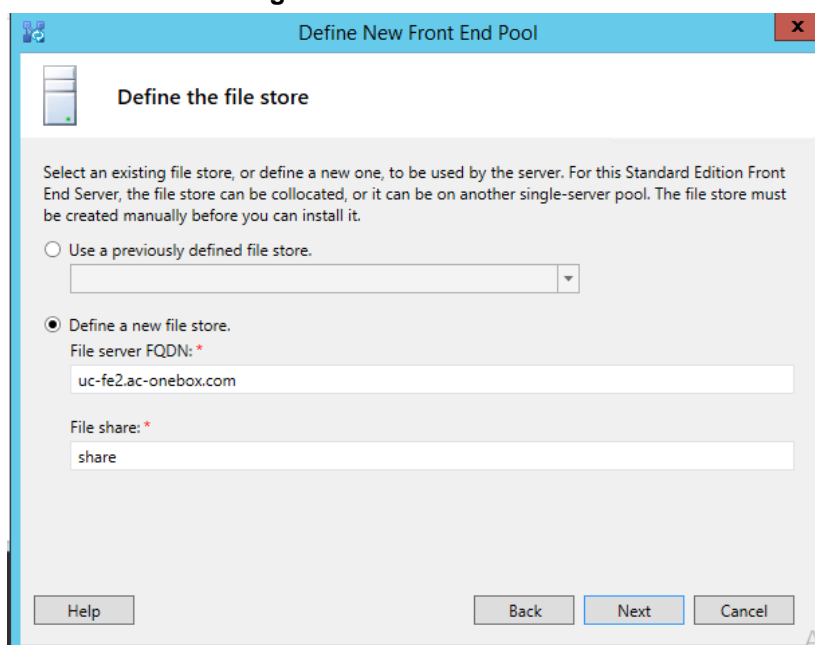 Define New Front End Pool
x
Define the file store
Select an existing file store, or define a new one, to be used by the server. For this Standard Edition Front
End Server, the file store can be collocated, or it can be on another single-server pool. The file store must
be created manually before you can install it.
Use a previously defined file store.
Define a new file store.
File server FQDN: *
uc-fe2.ac-onebox.com
File share: *
share
Help
Back
Next
Cancel